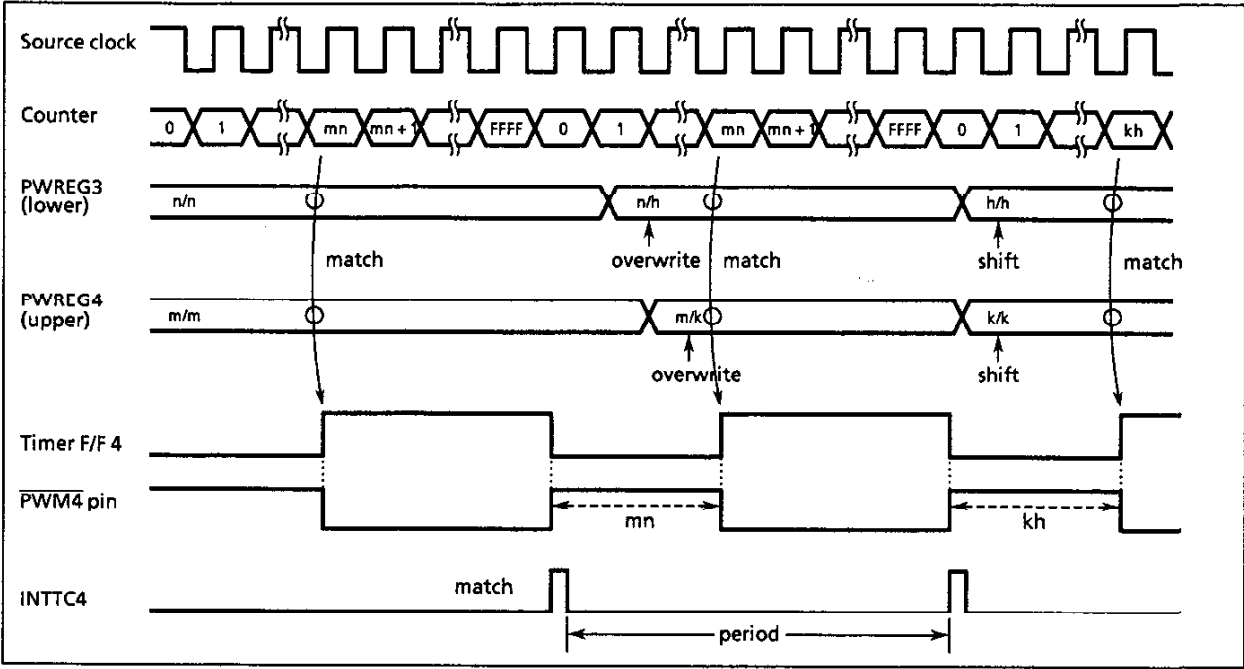 Source clock
Counter 0 1 mn mn + 1 FFFF 0 1 mn mn + 1 FFFF 0 1 kh
PWREG3
(lower) n/n n/h h/h
overwrite shift
match match match
PWREG4
(upper) m/m m/k k/k
overwrite shift
Timer F/F 4
PWM4 pin
mn kh
INTTC4 match
period